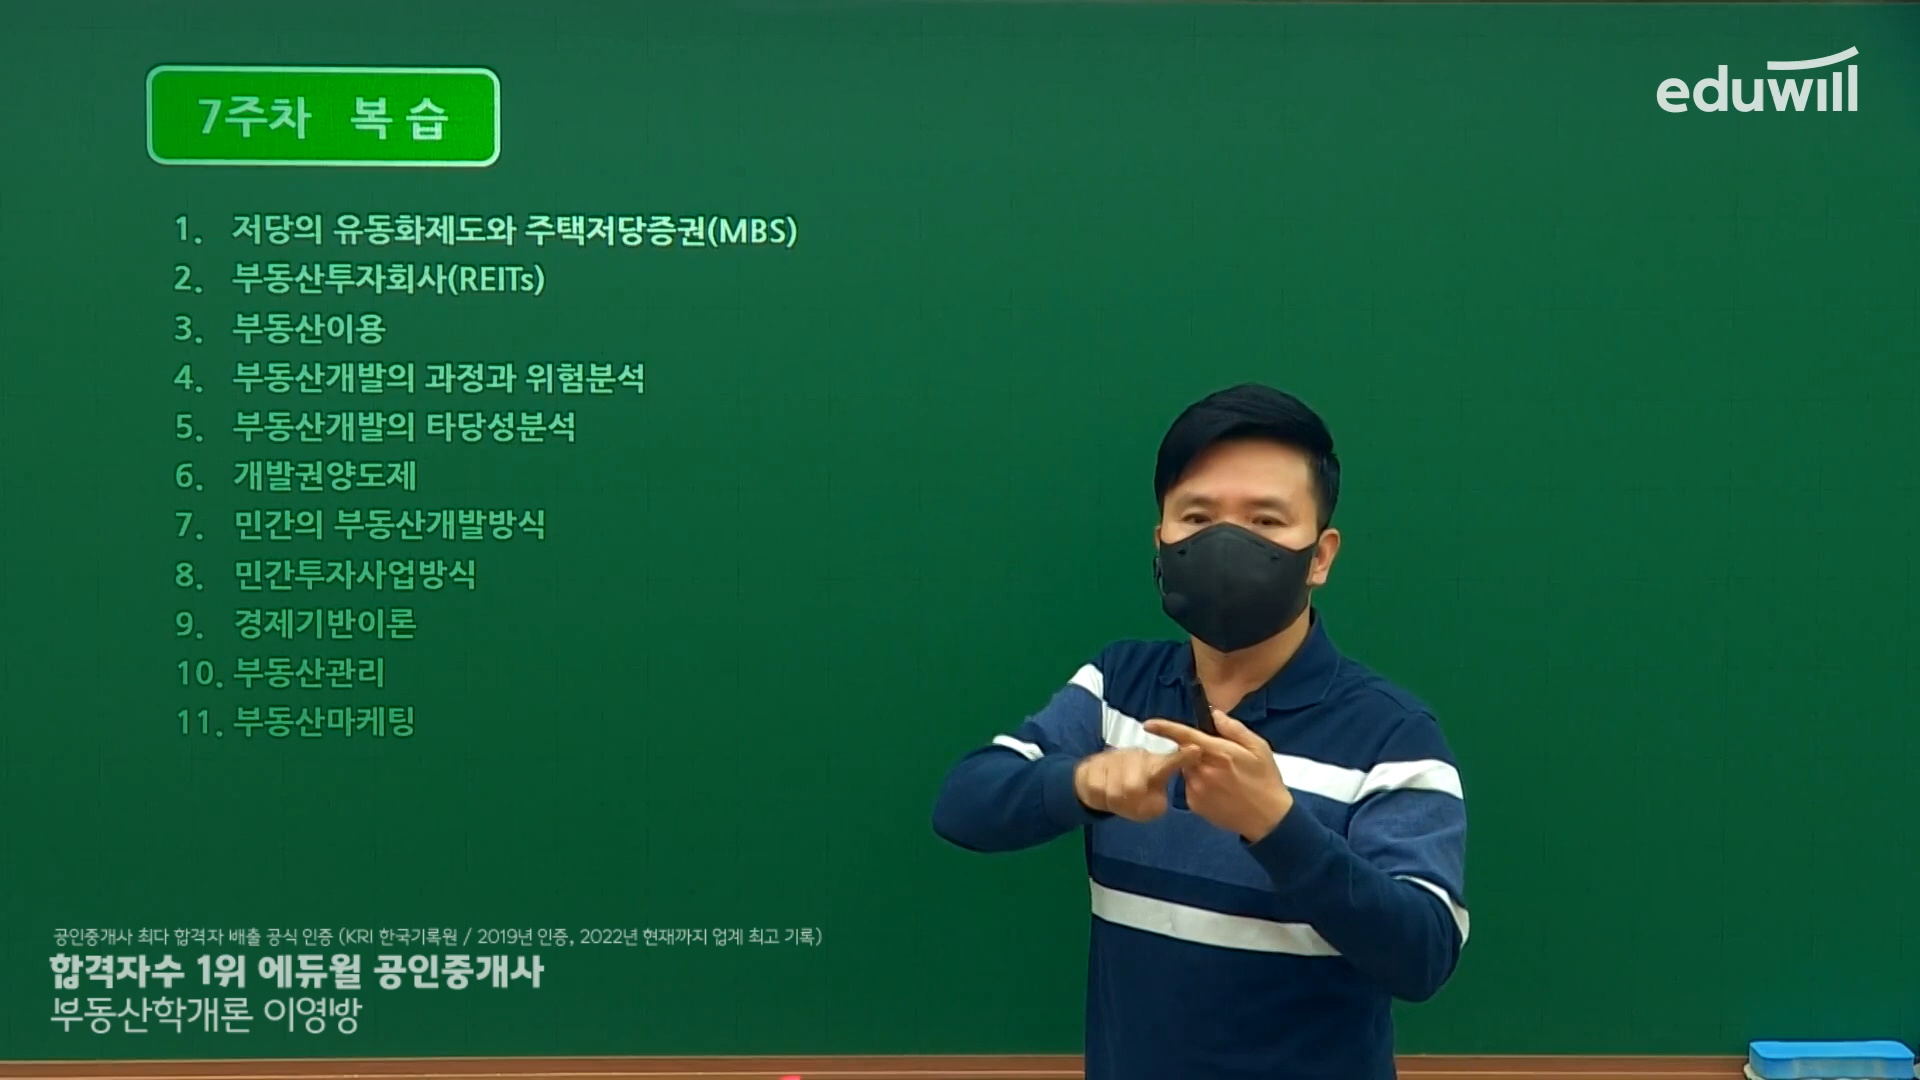 7주차 복습
eduwill
1. 저당의 유동화제도와 주택저당증권(MBS)
2. 부동산투자회사(REITs)
3. 부동산이용
4. 부동산개발의 과정과 위험분석
5. 부동산개발의 타당성분석
6. 개발권양도제
7. 민간의 부동산개발방식
8. 민간투자사업방식
9. 경제기반이론
10. 부동산관리
11. 부동산마케팅
공인중개사 최다 합격자 배출 공식 인증 (KRI 한국기록원 / 2019년 인증, 2022년 현재까지 업계 최고 기록)
합격자수 1위 에듀윌 공인중개사
부동산학개론 이영방